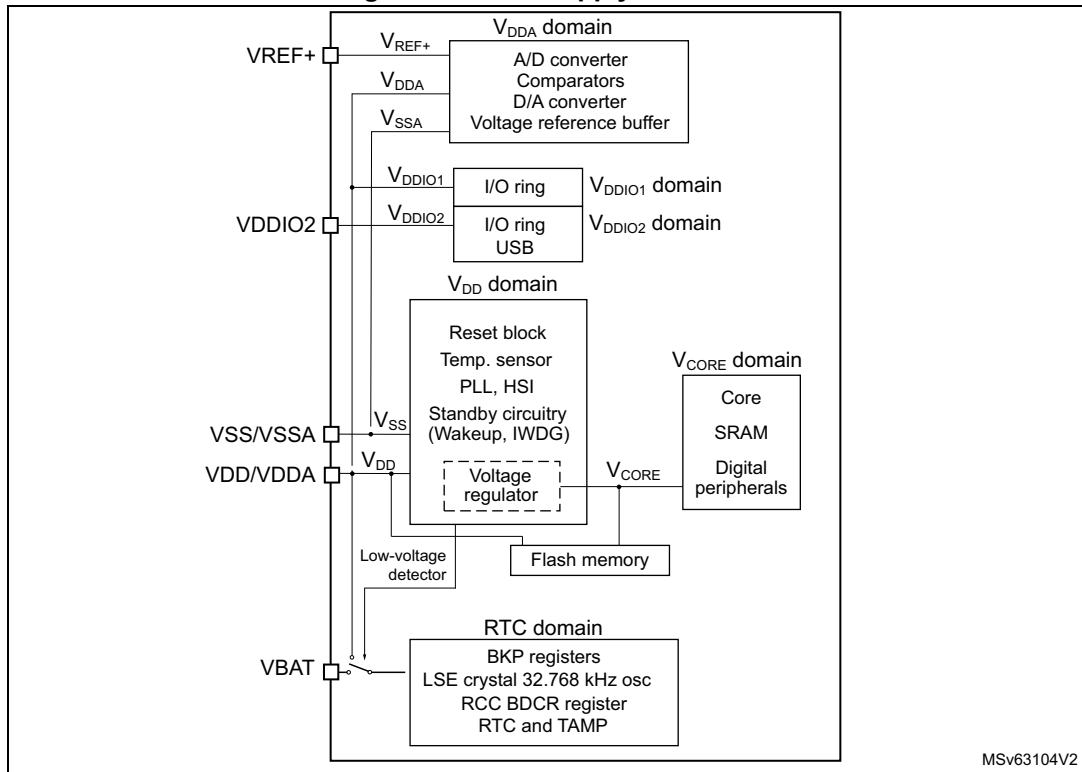 VREF+
VREF+
VDDA domain
A/D converter
Comparators
D/A converter
Voltage reference buffer
VDDA
VSSA
VDDIO1
I/O ring
VDDIO1 domain
VDDIO2
VDDIO2
I/O ring
USB
VDDIO2 domain
VDD domain
Reset block
Temp. sensor
PLL, HSI
Standby circuitry
(Wakeup, IWDG)
Voltage
regulator
VSS/VSSA
VSS
VDD/VDDA
VDD
VCORE
VCORE domain
Core
SRAM
Digital
peripherals
Flash memory
Low-voltage
detector
RTC domain
BKP registers
LSE crystal 32.768 kHz osc
RCC BDCR register
RTC and TAMP
VBAT
MSv63104V2